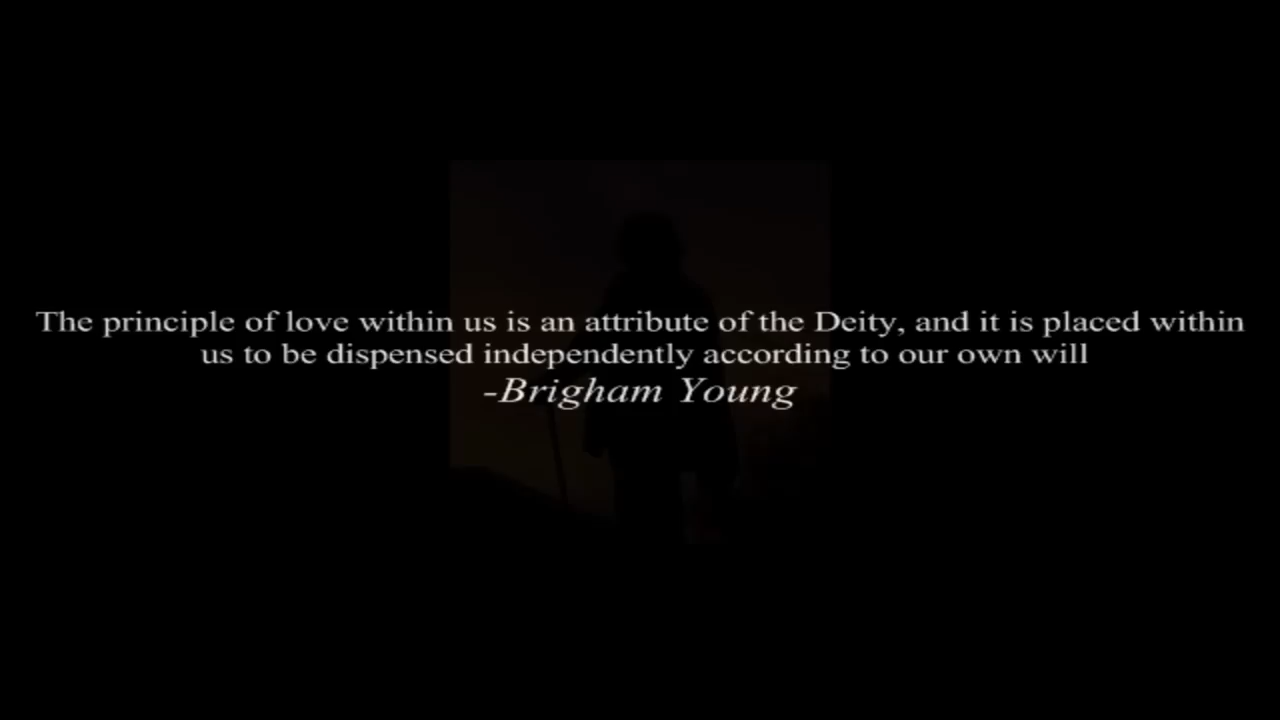 The principle of love within us is an attribute of the Deity, and it is placed within
us to be dispensed independently according to our own will
-Brigham Young